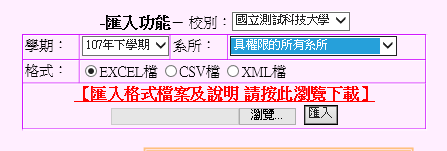 -匯入功能－ 校別： 國立測試科技大學
學期： 107年下學期 系所： 具權限的所有系所
格式： EXCEL檔 CSV檔 XML檔
【匯入格式檔案及說明 請按此瀏覽下載】
瀏覽... 匯入